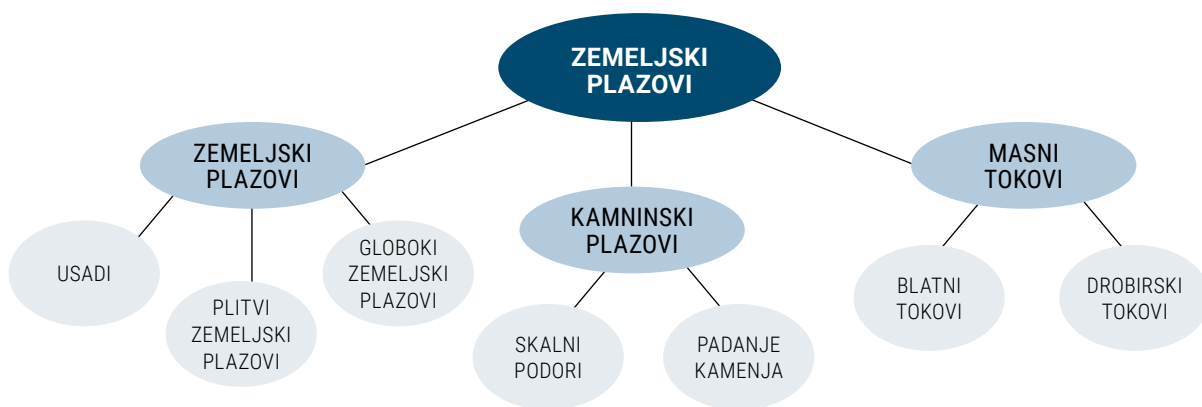 ZEMELJSKI
PLAZOVI
ZEMELJSKI
PLAZOVI
KAMNINSKI
PLAZOVI
MASNI
TOKOVI
USADI
PLITVI
ZEMELJSKI
PLAZOVI
GLOBOKI
ZEMELJSKI
PLAZOVI
SKALNI
PODORI
PADANJE
KAMENJA
BLATNI
TOKOVI
DROBIRSKI
TOKOVI